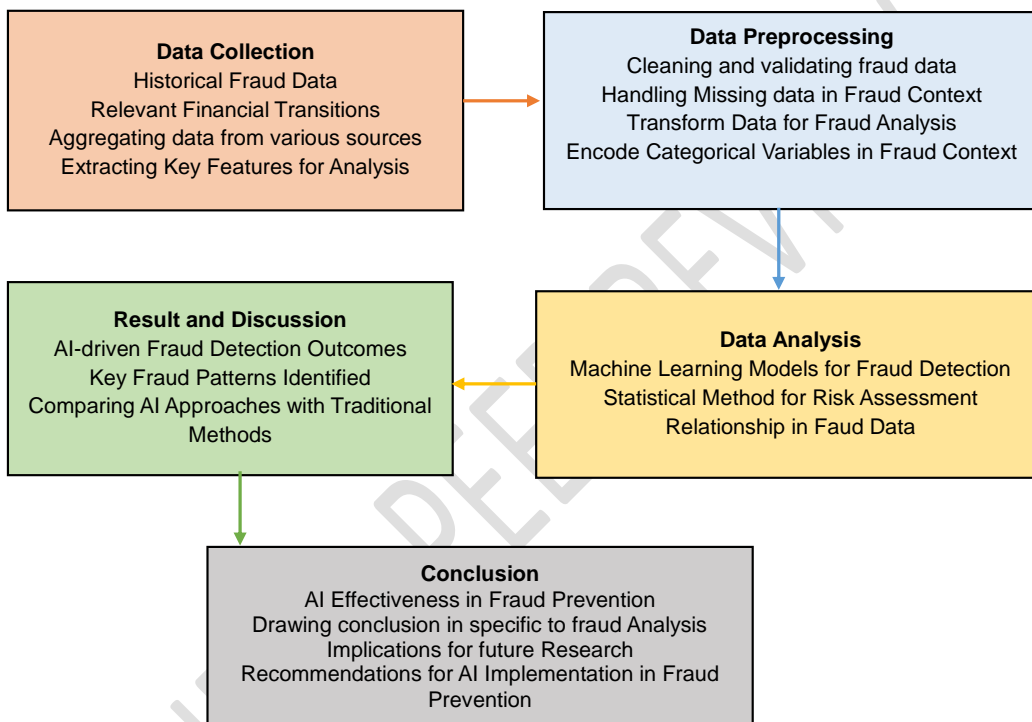 Data Collection
Historical Fraud Data
Relevant Financial Transitions
Aggregating data from various sources
Extracting Key Features for Analysis
Data Preprocessing
Cleaning and validating fraud data
Handling Missing data in Fraud Context
Transform Data for Fraud Analysis
Encode Categorical Variables in Fraud Context
Data Analysis
Machine Learning Models for Fraud Detection
Statistical Method for Risk Assessment
Relationship in Faud Data
Result and Discussion
AI-driven Fraud Detection Outcomes
Key Fraud Patterns Identified
Comparing AI Approaches with Traditional
Methods
Conclusion
AI Effectiveness in Fraud Prevention
Drawing conclusion in specific to fraud Analysis
Implications for future Research
Recommendations for AI Implementation in Fraud
Prevention